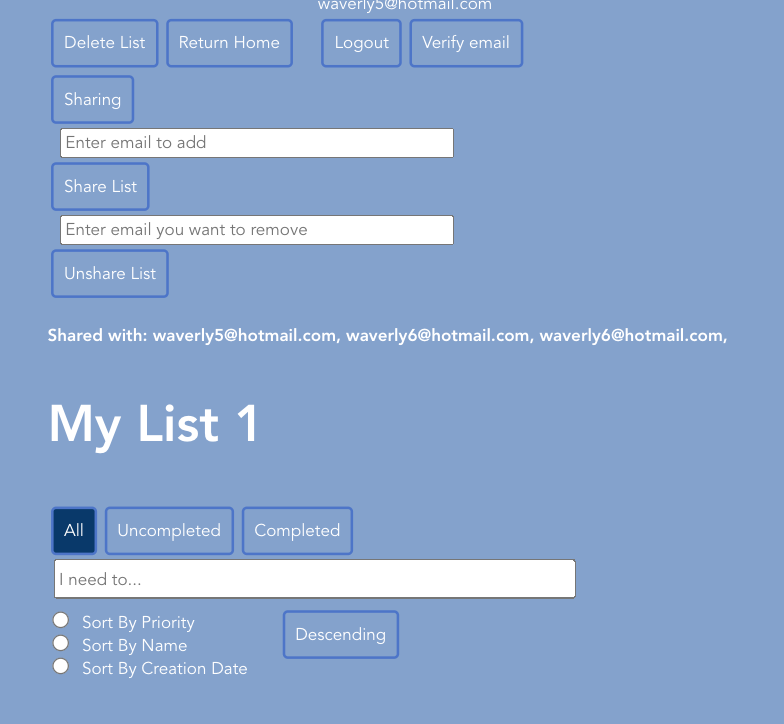 waverly5@hotmail.com
Delete List Return Home Logout Verify email
Sharing
Enter email to add
Share List
Enter email you want to remove
Unshare List
Shared with: waverly5@hotmail.com, waverly6@hotmail.com, waverly6@hotmail.com,
My List 1
All Uncompleted Completed
I need to...
Sort By Priority
Descending
Sort By Name
Sort By Creation Date